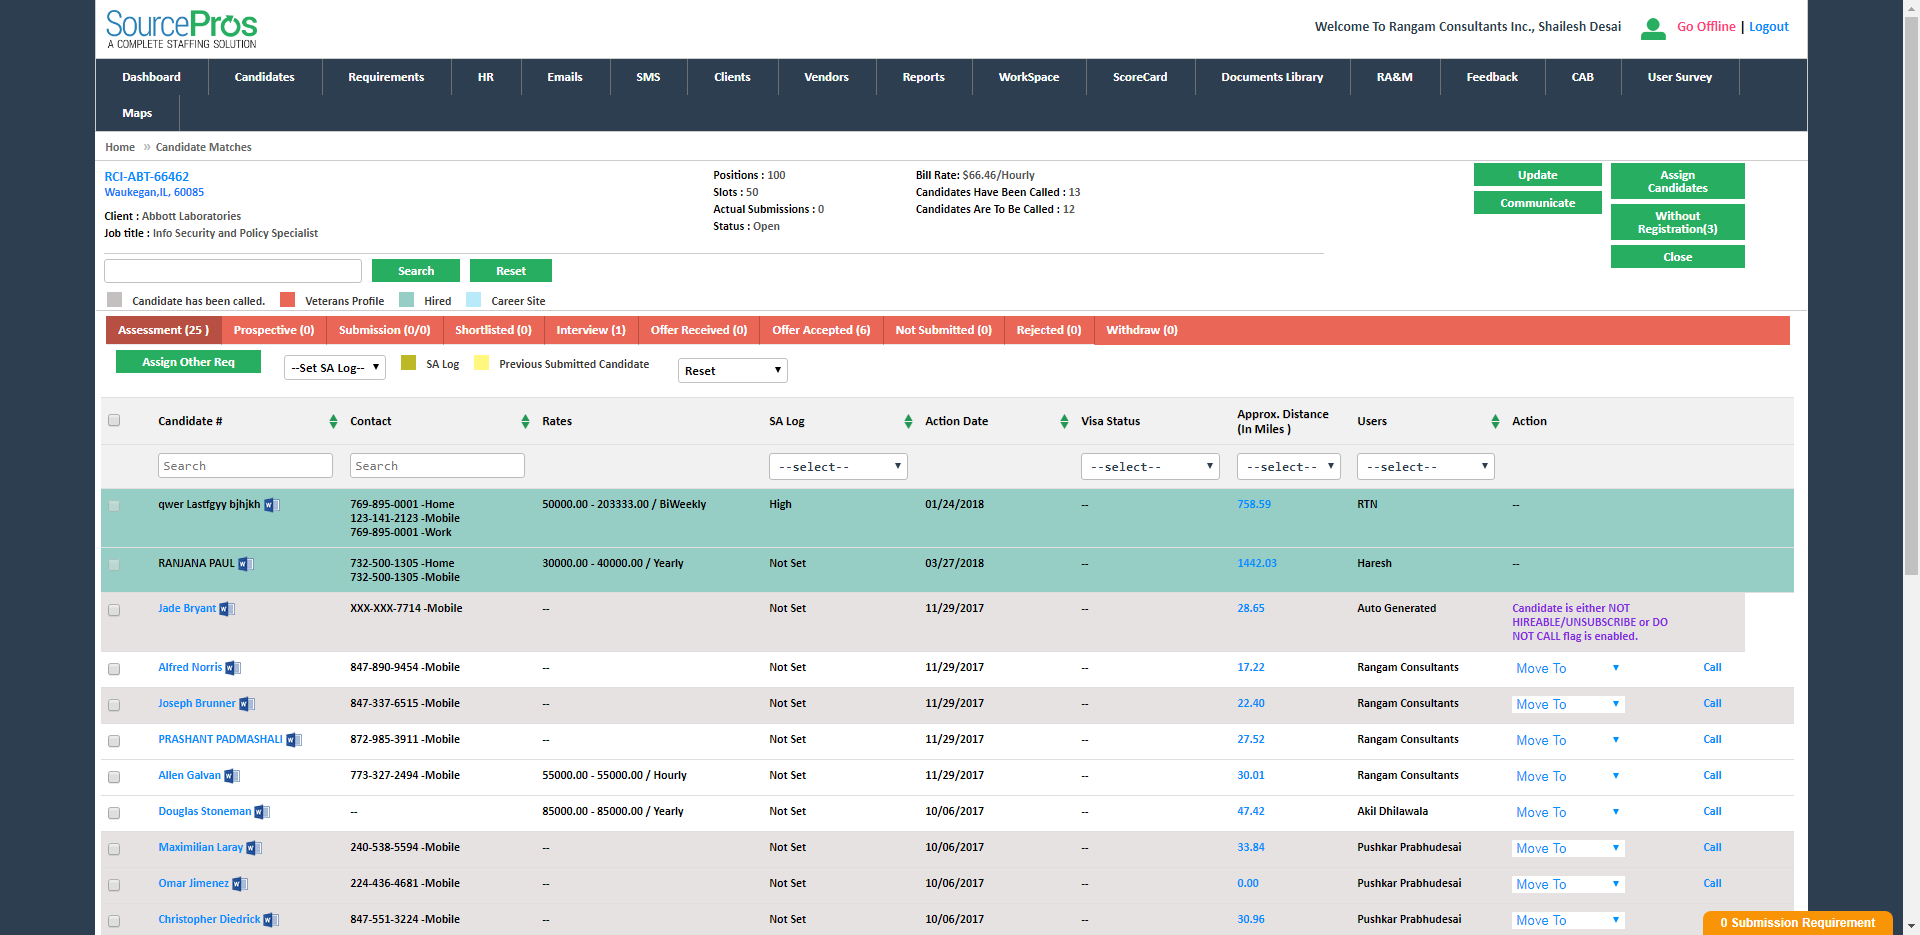 SourcePros
A COMPLETE STAFFING SOLUTION
Welcome To Rangam Consultants Inc., Shailesh Desai Go Offline | Logout
Dashboard Candidates Requirements HR Emails SMS Clients Vendors Reports WorkSpace ScoreCard Documents Library RA&M Feedback CAB User Survey
Maps
Home » Candidate Matches
RCI-ABT-66462
Waukegan,IL, 60085
Client : Abbott Laboratories
Job title : Info Security and Policy Specialist
Positions : 100
Slots : 50
Actual Submissions : 0
Status : Open
Bill Rate: $66.46/Hourly
Candidates Have Been Called : 13
Candidates Are To Be Called : 12
Update
Communicate
Assign
Candidates
Without
Registration(3)
Close
Search Reset
Candidate has been called. Veterans Profile Hired Career Site
Assessment (25 ) Prospective (0) Submission (0/0) Shortlisted (0) Interview (1) Offer Received (0) Offer Accepted (6) Not Submitted (0) Rejected (0) Withdraw (0)
Assign Other Req --Set SA Log-- SA Log Previous Submitted Candidate Reset
Candidate # Contact Rates SA Log Action Date Visa Status Approx. Distance (In Miles ) Users Action
Search Search --select-- --select-- --select-- --select--
qwer Lastfgyy bjhjkh 769-895-0001 -Home 50000.00 - 203333.00 / BiWeekly High 01/24/2018 -- 758.59 RTN --
123-141-2123 -Mobile
769-895-0001 -Work
RANJANA PAUL 732-500-1305 -Home 30000.00 - 40000.00 / Yearly Not Set 03/27/2018 -- 1442.03 Haresh --
732-500-1305 -Mobile
Jade Bryant XXX-XXX-7714 -Mobile -- Not Set 11/29/2017 -- 28.65 Auto Generated Candidate is either NOT
HIREABLE/UNSUBSCRIBE or DO
NOT CALL flag is enabled.
Alfred Norris 847-890-9454 -Mobile -- Not Set 11/29/2017 -- 17.22 Rangam Consultants Move To Call
Joseph Brunner 847-337-6515 -Mobile -- Not Set 11/29/2017 -- 22.40 Rangam Consultants Move To Call
PRASHANT PADMASHALI 872-985-3911 -Mobile -- Not Set 11/29/2017 -- 27.52 Rangam Consultants Move To Call
Allen Galvan 773-327-2494 -Mobile 55000.00 - 55000.00 / Hourly Not Set 11/29/2017 -- 30.01 Rangam Consultants Move To Call
Douglas Stoneman -- 85000.00 - 85000.00 / Yearly Not Set 10/06/2017 -- 47.42 Akil Dhilawala Move To Call
Maximilian Laray 240-538-5594 -Mobile -- Not Set 10/06/2017 -- 33.84 Pushkar Prabhudesai Move To Call
Omar Jimenez 224-436-4681 -Mobile -- Not Set 10/06/2017 -- 0.00 Pushkar Prabhudesai Move To Call
Christopher Diedrick 847-551-3224 -Mobile -- Not Set 10/06/2017 -- 30.96 Pushkar Prabhudesai Move To
0 Submission Requirement